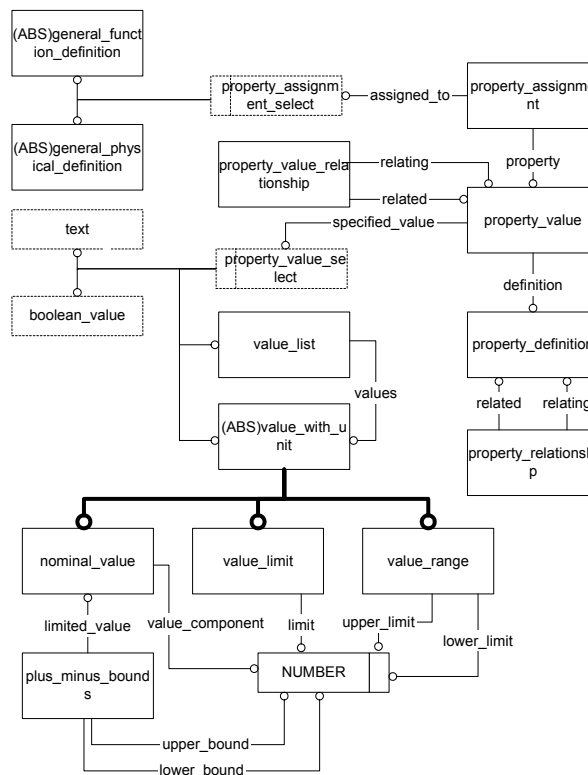 (ABS)general_funct
ion_definition
property_assignm
ent_select
assigned_to
property_assignme
nt
(ABS)general_phys
ical_definition
property_value_rela
tionship
relating
related
property
property_value
specified_value
text
property_value_se
lect
boolean_value
definition
value_list
property_definition
values
related
relating
(ABS)value_with_u
nit
property_relationshi
p
nominal_value
value_limit
value_range
limited_value
value_component
limit
upper_limit
lower_limit
plus_minus_bound
s
NUMBER
upper_bound
lower_bound